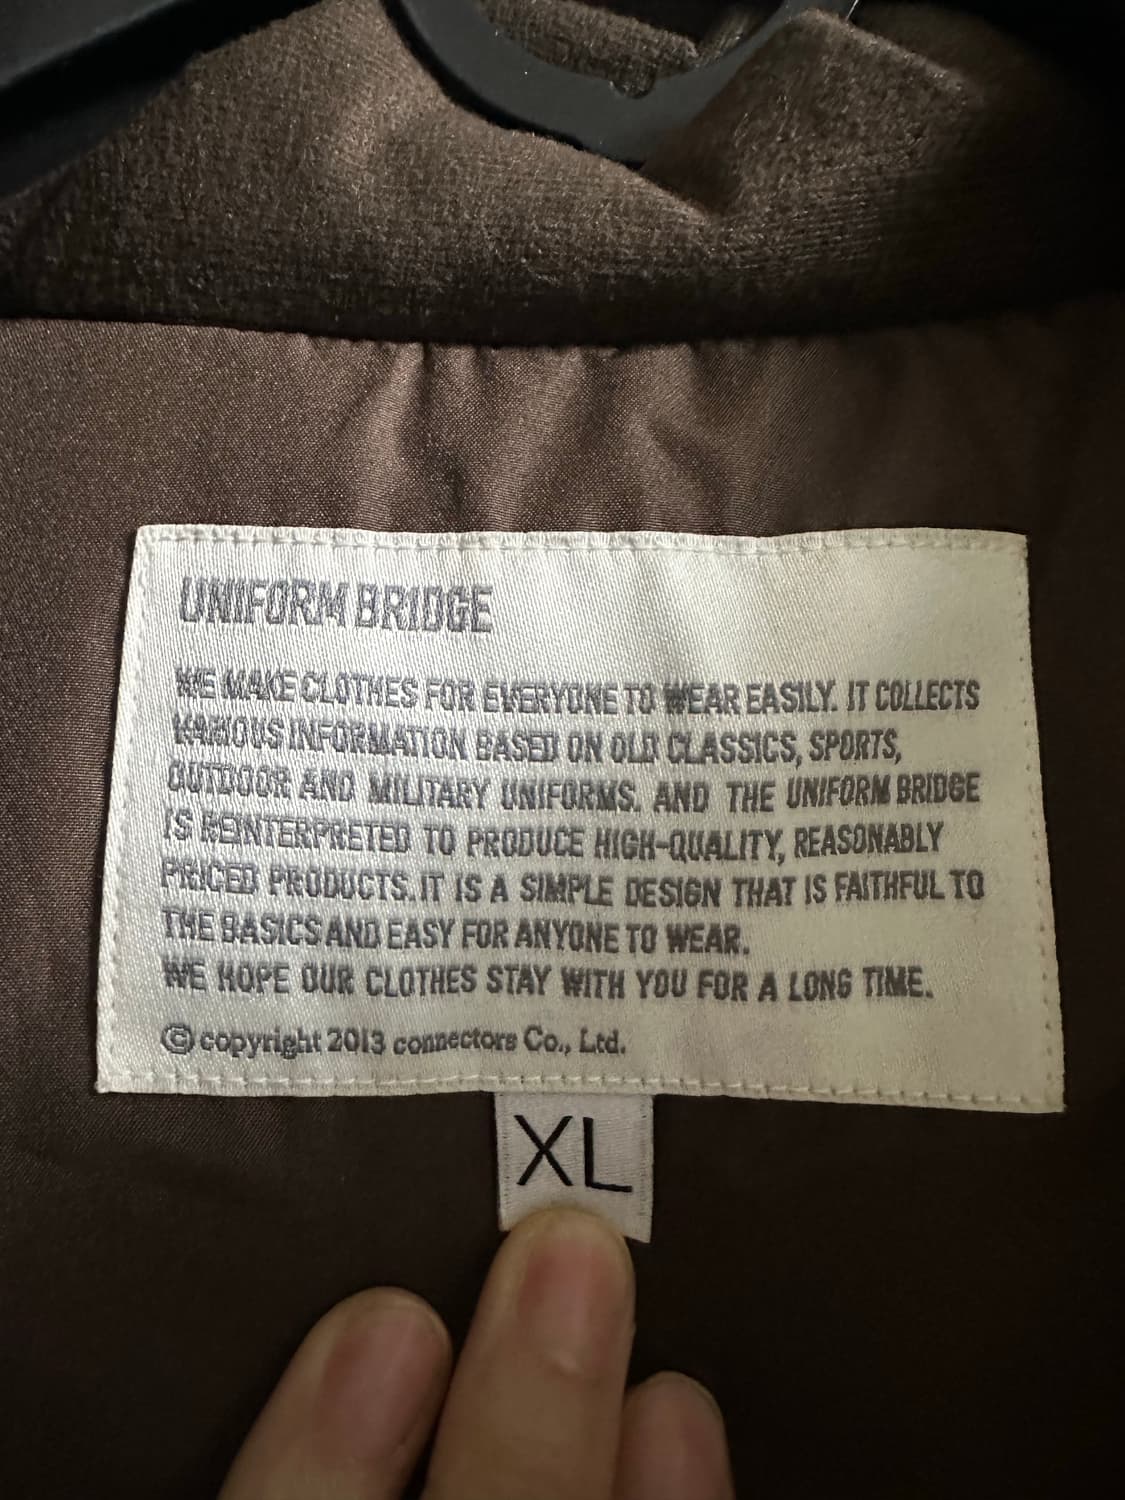 UNIFORM BRIDGE
WE MAKE CLOTHES FOR EVERYONE TO WEAR EASILY. IT COLLECTS
VARIOUS INFORMATION BASED ON OLD CLASSICS, SPORTS,
OUTDOOR AND MILITARY UNIFORMS. AND THE UNIFORM BRIDGE
IS REINTERPRETED TO PRODUCE HIGH-QUALITY, REASONABLY
PRICED PRODUCTS. IT IS A SIMPLE DESIGN THAT IS FAITHFUL TO
THE BASICS AND EASY FOR ANYONE TO WEAR.
WE HOPE OUR CLOTHES STAY WITH YOU FOR A LONG TIME.
© copyright 2013 connectors Co., Ltd.
XL